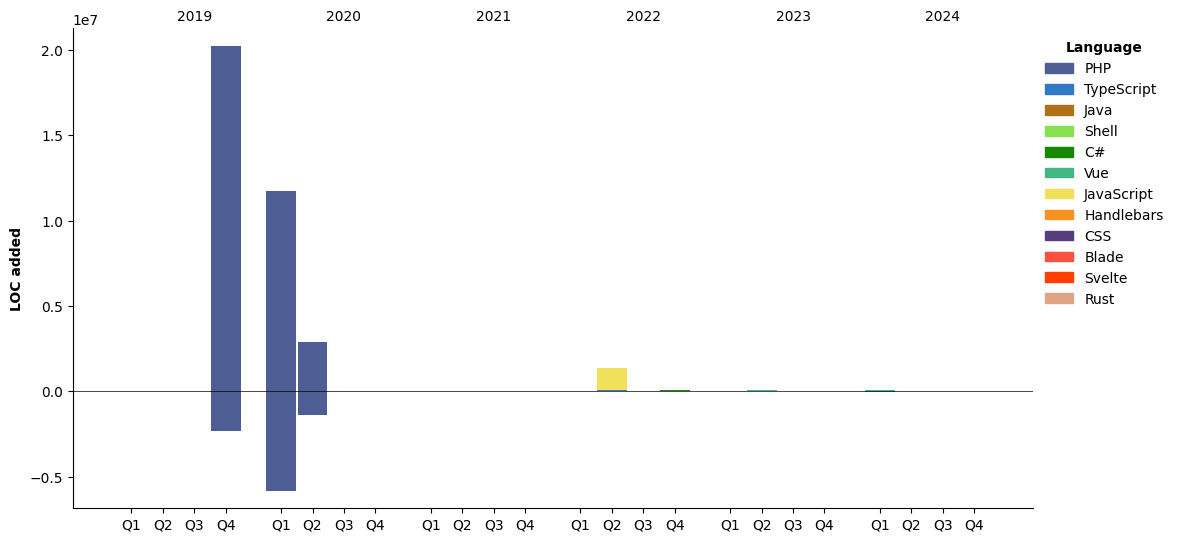 1e7
2019 2020 2021 2022 2023 2024
2.0
1.5
1.0
0.5
0.0
−0.5
LOC added
Q1 Q2 Q3 Q4 Q1 Q2 Q3 Q4 Q1 Q2 Q3 Q4 Q1 Q2 Q3 Q4 Q1 Q2 Q3 Q4 Q1 Q2 Q3 Q4
Language
PHP
TypeScript
Java
Shell
C#
Vue
JavaScript
Handlebars
CSS
Blade
Svelte
Rust